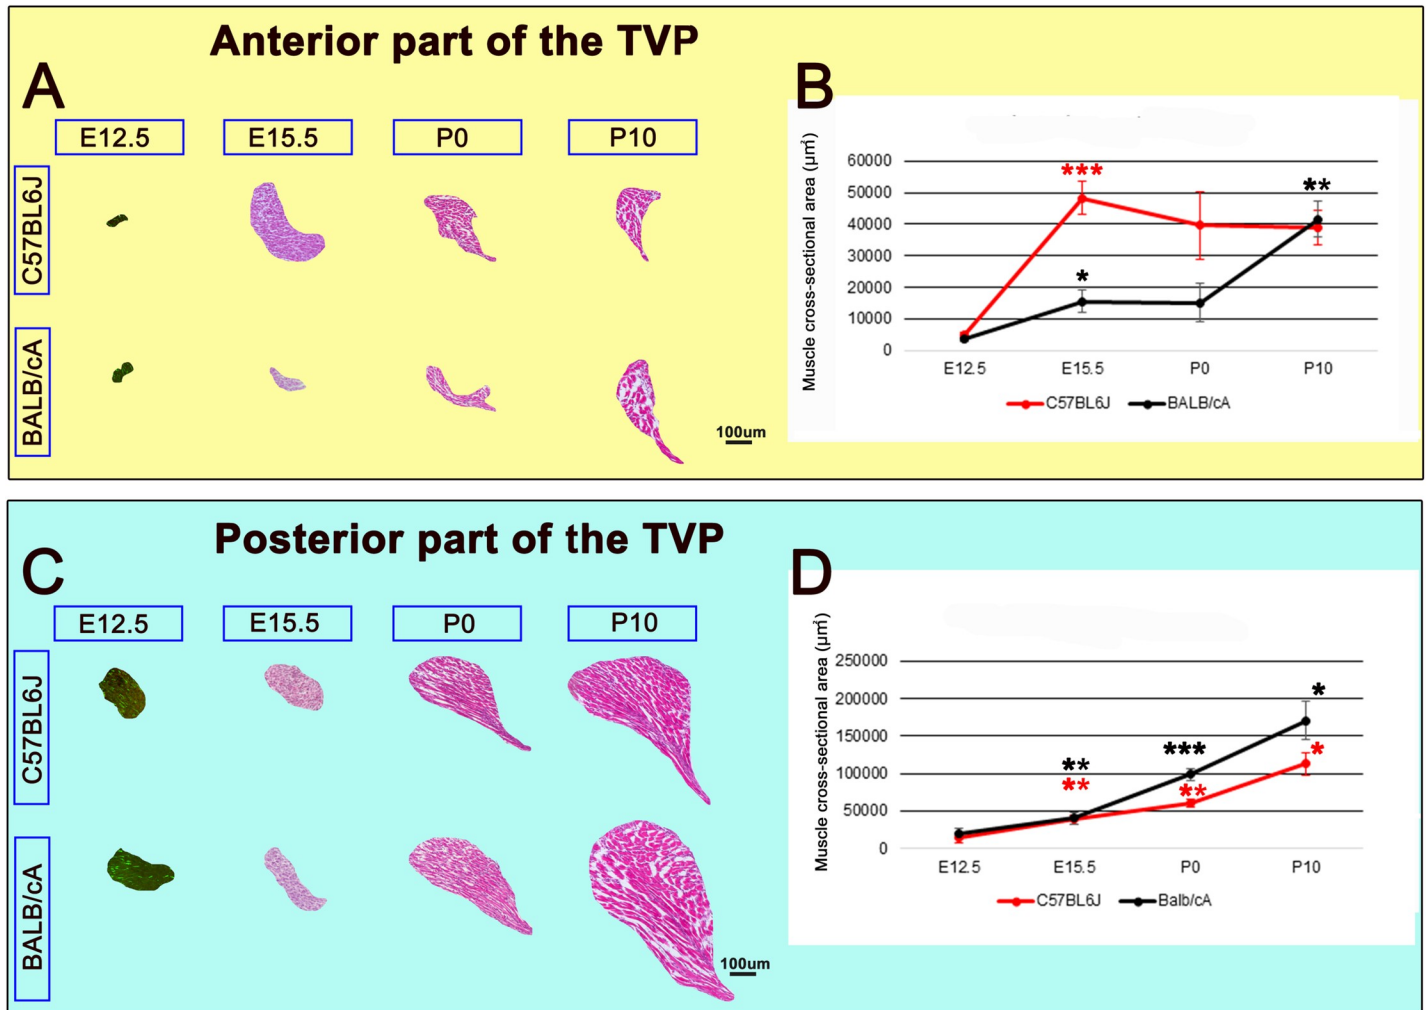 Anterior part of the TVP
A
E12.5 E15.5 P0 P10
C57BL6J
BALB/cA
100um
B
Muscle cross-sectional area (µm²)
60000
50000
40000
30000
20000
10000
0
***
*
**
E12.5 E15.5 P0 P10
C57BL6J BALB/cA
Posterior part of the TVP
C
E12.5 E15.5 P0 P10
C57BL6J
BALB/cA
100um
D
Muscle cross-sectional area (µm²)
250000
200000
150000
100000
50000
0
**
**
***
**
*
*
E12.5 E15.5 P0 P10
C57BL6J Balb/cA